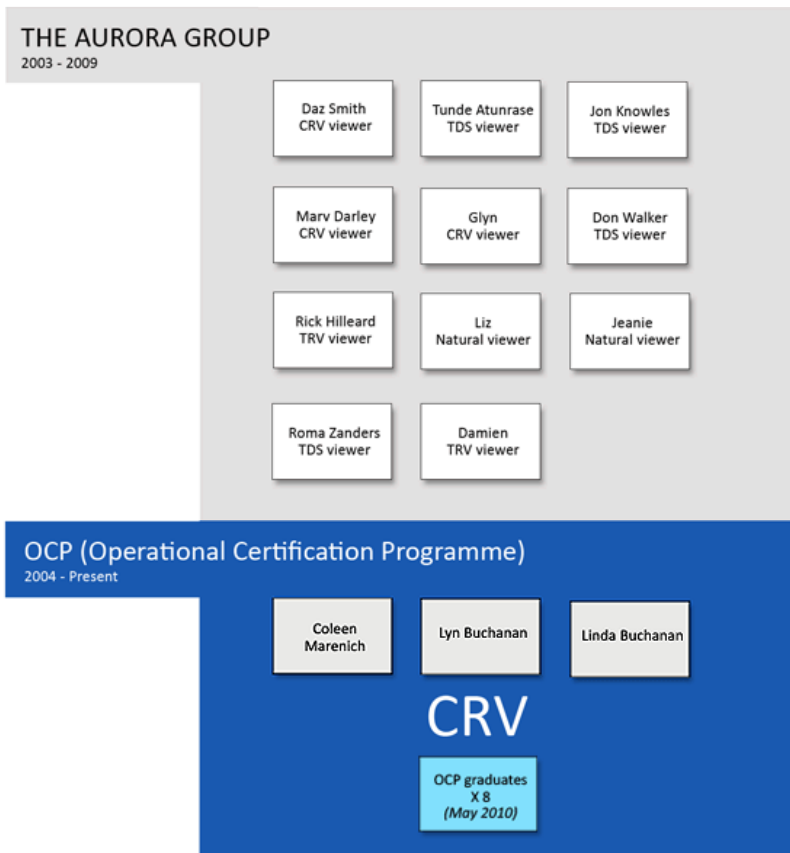 THE AURORA GROUP
2003 - 2009
Daz Smith
CRV viewer
Tunde Atunrase
TDS viewer
Jon Knowles
TDS viewer
Marv Darley
CRV viewer
Glyn
CRV viewer
Don Walker
TDS viewer
Rick Hilleard
TRV viewer
Liz
Natural viewer
Jeanie
Natural viewer
Roma Zanders
TDS viewer
Damien
TRV viewer
OCP (Operational Certification Programme)
2004 - Present
Coleen
Marenich
Lyn Buchanan
Linda Buchanan
CRV
OCP graduates
X 8
(May 2010)